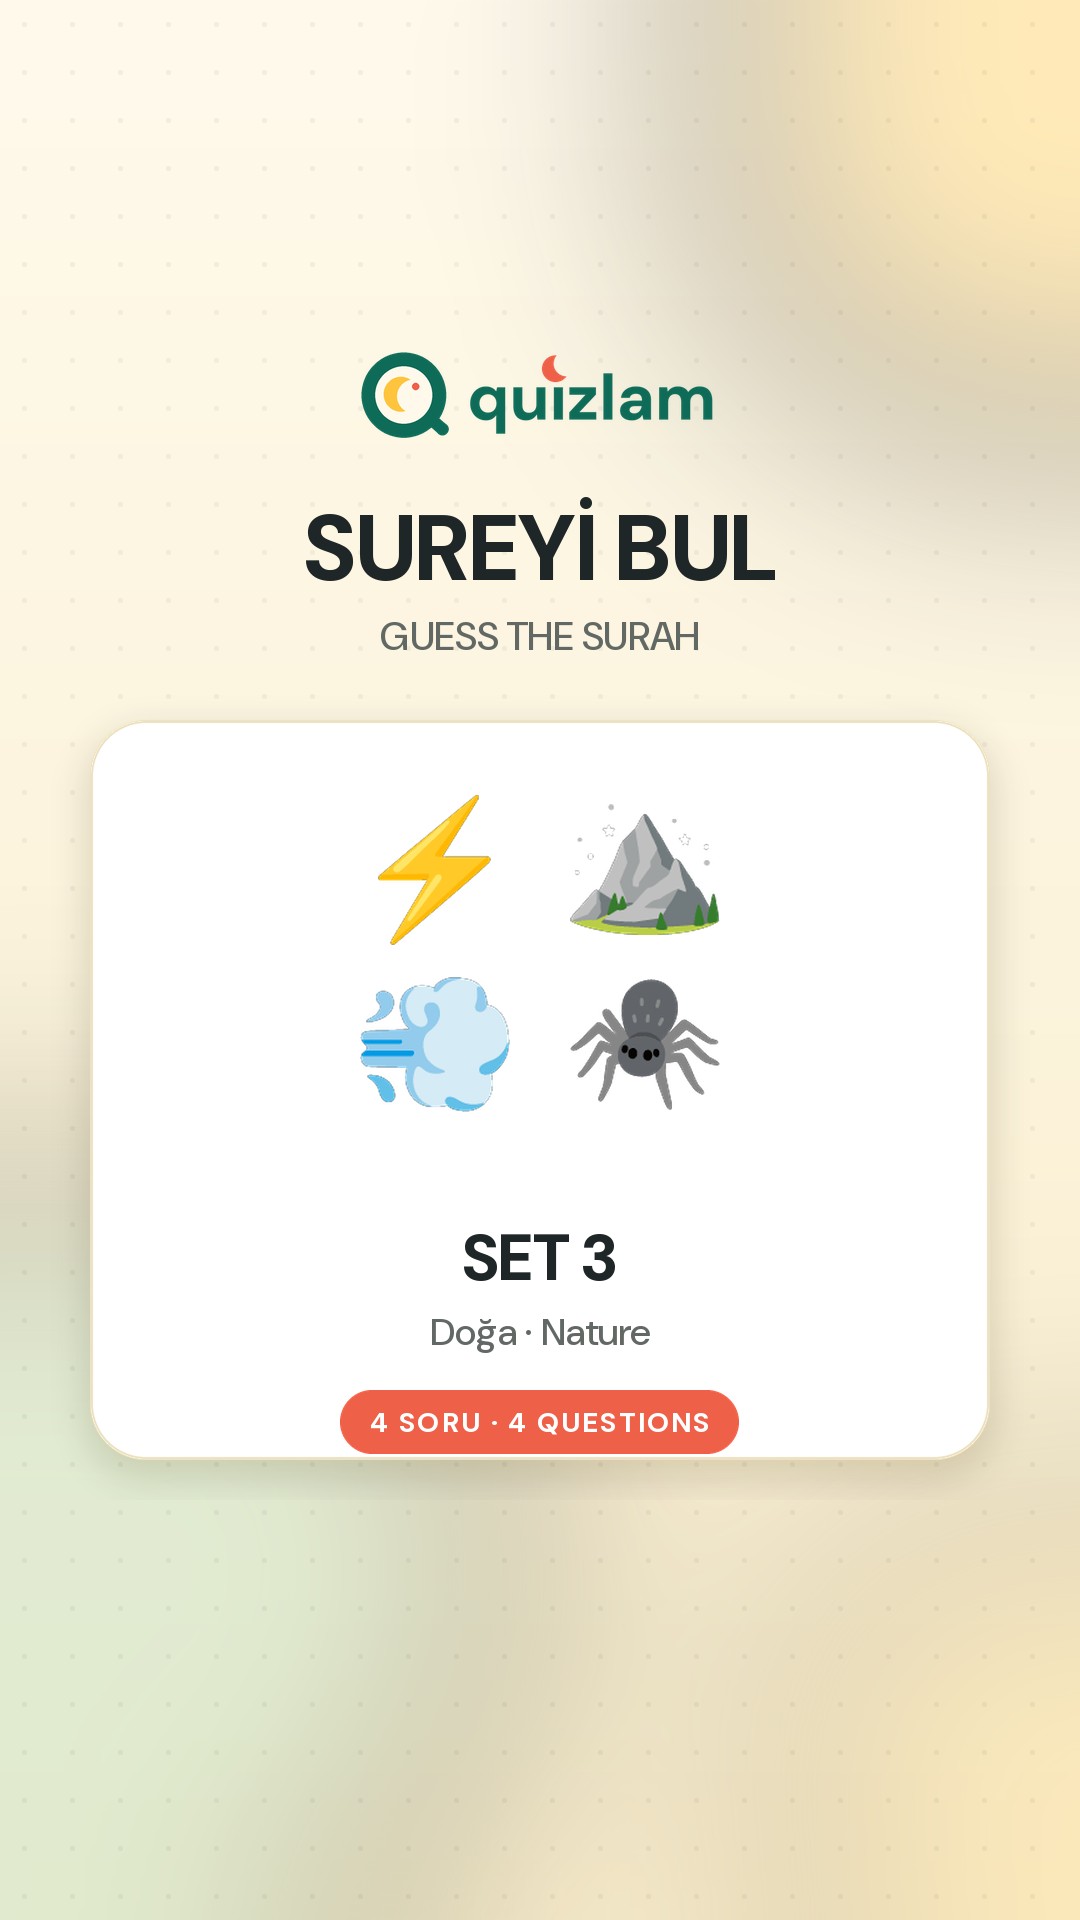 quizlam
SUREYİ BUL
GUESS THE SURAH
SET 3
Doğa · Nature
4 SORU · 4 QUESTIONS